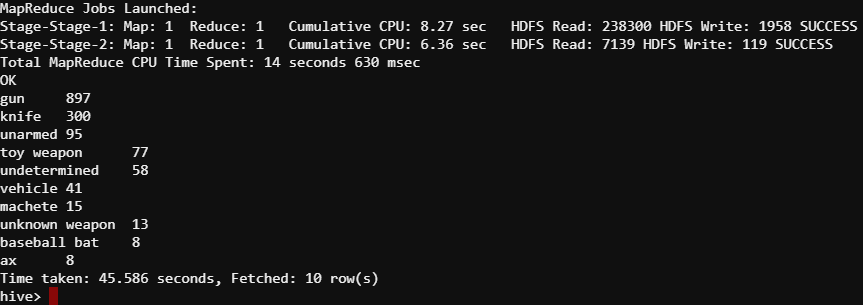 MapReduce Jobs Launched:
Stage-Stage-1: Map: 1  Reduce: 1   Cumulative CPU: 8.27 sec   HDFS Read: 238300 HDFS Write: 1958 SUCCESS
Stage-Stage-2: Map: 1  Reduce: 1   Cumulative CPU: 6.36 sec   HDFS Read: 7139 HDFS Write: 119 SUCCESS
Total MapReduce CPU Time Spent: 14 seconds 630 msec
OK
gun     897
knife   300
unarmed 95
toy weapon      77
undetermined    58
vehicle 41
machete 15
unknown weapon  13
baseball bat    8
ax      8
Time taken: 45.586 seconds, Fetched: 10 row(s)
hive>